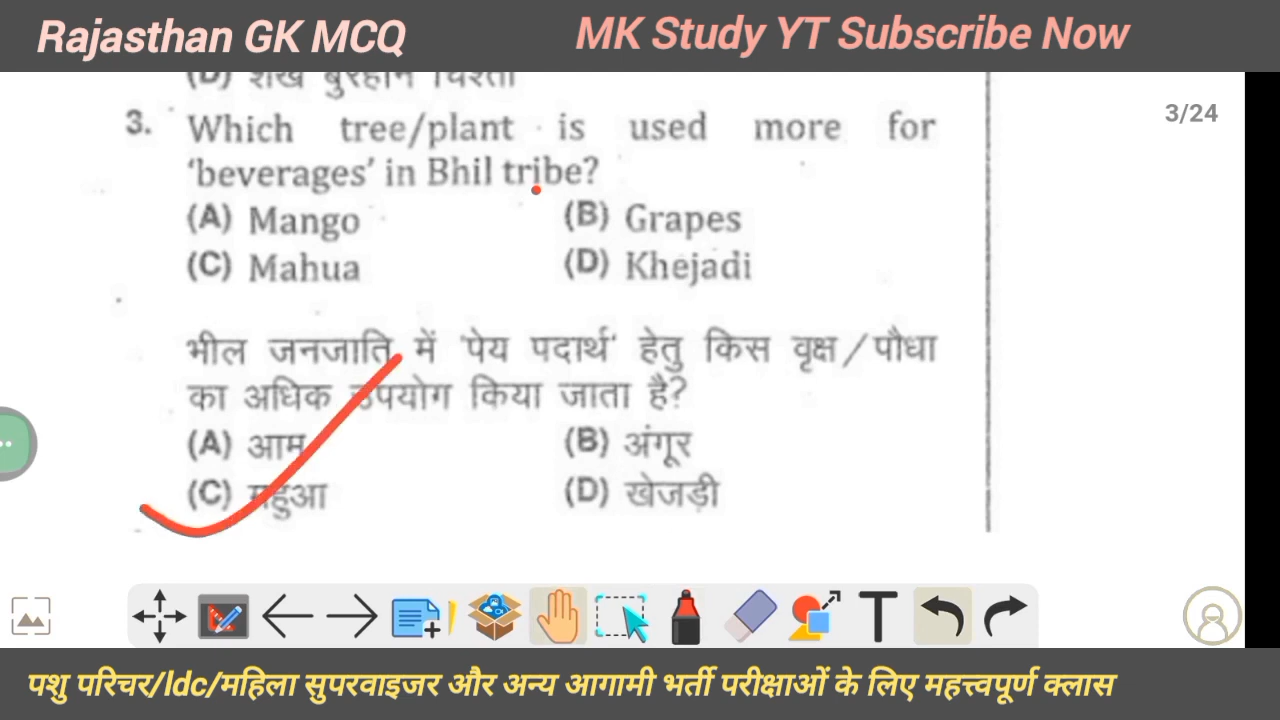 Rajasthan GK MCQ
MK Study YT Subscribe Now
(D) शेख बुरहान चिश्ती
3/24
3. Which tree/plant is used more for
‘beverages’ in Bhil tribe?
(A) Mango (B) Grapes
(C) Mahua (D) Khejadi
भील जनजाति में 'पेय पदार्थ' हेतु किस वृक्ष/पौधा
का अधिक उपयोग किया जाता है?
(A) आम (B) अंगूर
(C) महुआ (D) खेजड़ी
पशु परिचर/ldc/महिला सुपरवाइजर और अन्य आगामी भर्ती परीक्षाओं के लिए महत्त्वपूर्ण क्लास